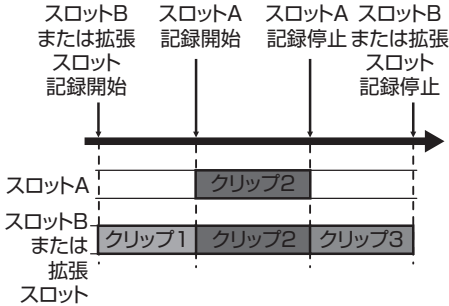 スロットB
または拡張
スロット
記録開始
スロットA
記録開始
スロットA
記録停止
スロットB
または拡張
スロット
記録停止
スロットA
クリップ2
スロットB
または
拡張
スロット
クリップ1
クリップ2
クリップ3